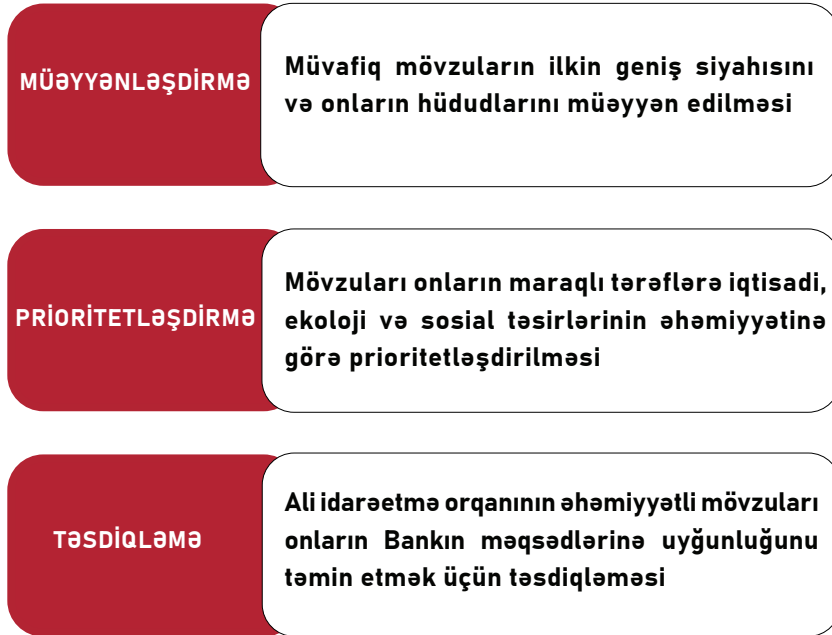 MÜƏYYƏNLƏŞDİRMƏ
Müvafiq mövzuların ilkin geniş siyahısını
və onların hüdudlarını müəyyən edilməsi
PRİORİTETLƏŞDİRMƏ
Mövzuları onların maraqlı tərəflərə iqtisadi,
ekoloji və sosial təsirlərinin əhəmiyyətinə
görə prioritetləşdirilməsi
TƏSDİQLƏMƏ
Ali idarəetmə orqanının əhəmiyyətli mövzuları
onların Bankın məqsədlərinə uyğunluğunu
təmin etmək üçün təsdiqləməsi